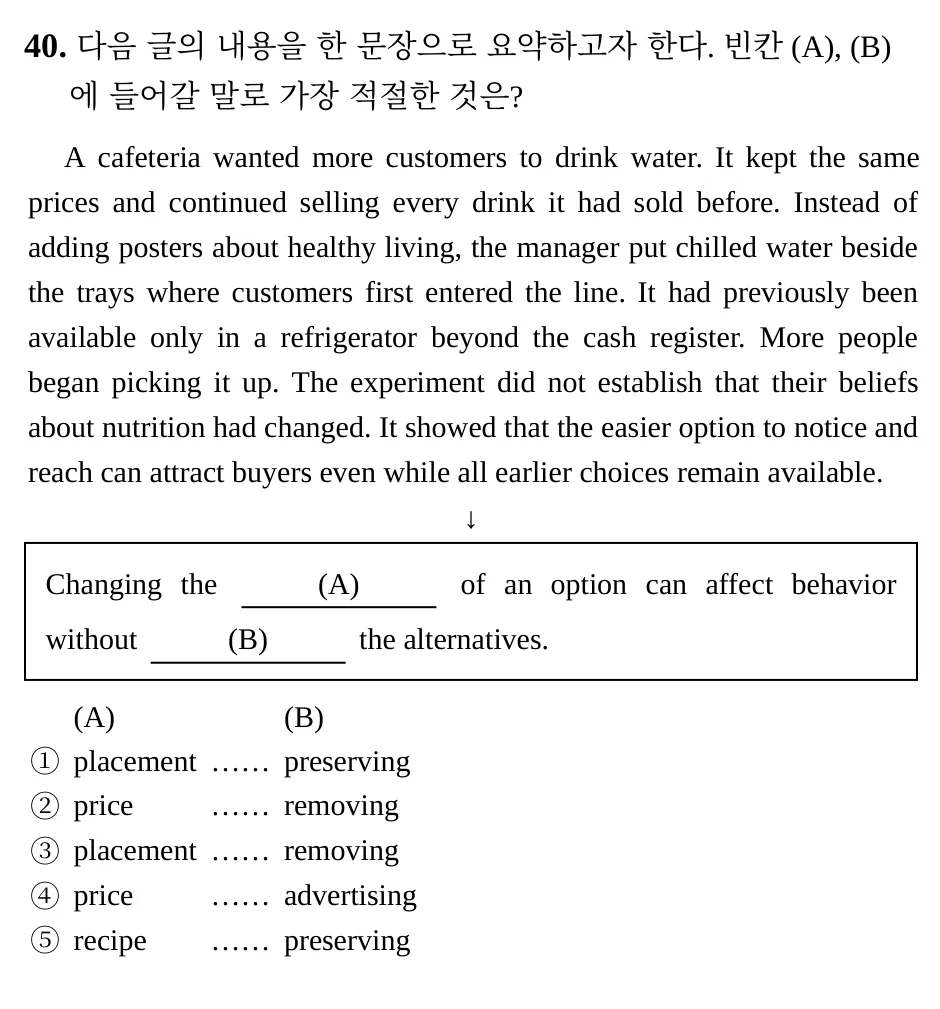 40. 다음 글의 내용을 한 문장으로 요약하고자 한다. 빈칸 (A), (B)
에 들어갈 말로 가장 적절한 것은?
A cafeteria wanted more customers to drink water. It kept the same
prices and continued selling every drink it had sold before. Instead of
adding posters about healthy living, the manager put chilled water beside
the trays where customers first entered the line. It had previously been
available only in a refrigerator beyond the cash register. More people
began picking it up. The experiment did not establish that their beliefs
about nutrition had changed. It showed that the easier option to notice and
reach can attract buyers even while all earlier choices remain available.
↓
Changing the (A) of an option can affect behavior
without (B) the alternatives.
(A) (B)
① placement …… preserving
② price …… removing
③ placement …… removing
④ price …… advertising
⑤ recipe …… preserving